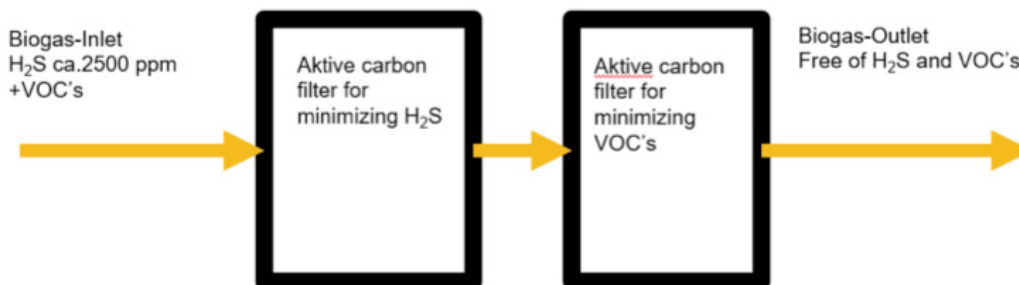 Biogas-Inlet
H₂S ca.2500 ppm
+VOC's
Aktive carbon
filter for
minimizing H₂S
Aktive carbon
filter for
minimizing
VOC's
Biogas-Outlet
Free of H₂S and VOC's